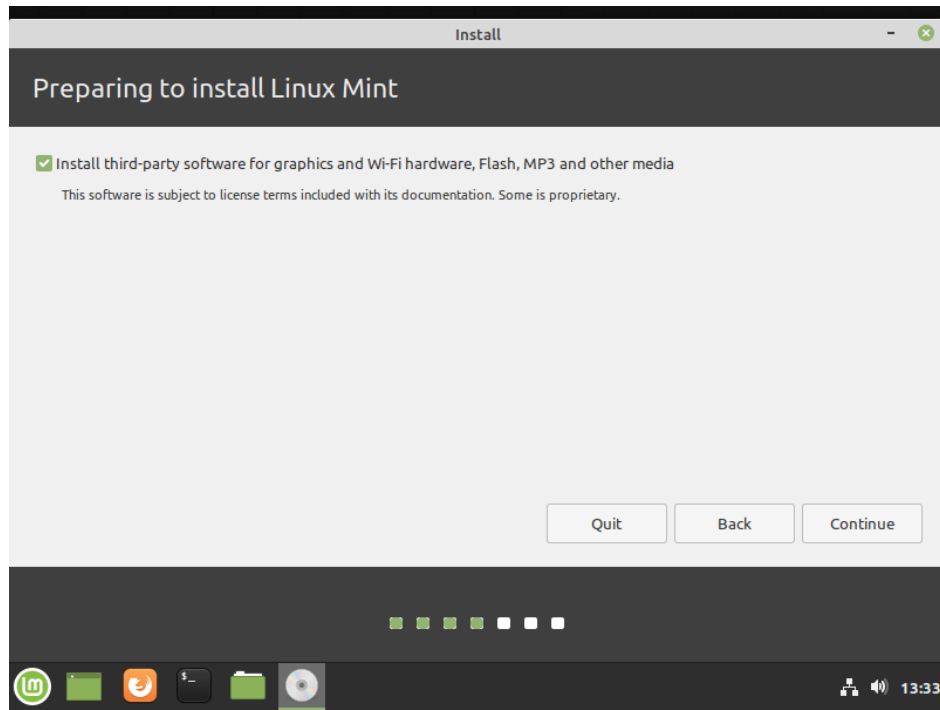 Install
Preparing to install Linux Mint
Install third-party software for graphics and Wi-Fi hardware, Flash, MP3 and other media
This software is subject to license terms included with its documentation. Some is proprietary.
Quit Back Continue
$_
13:33